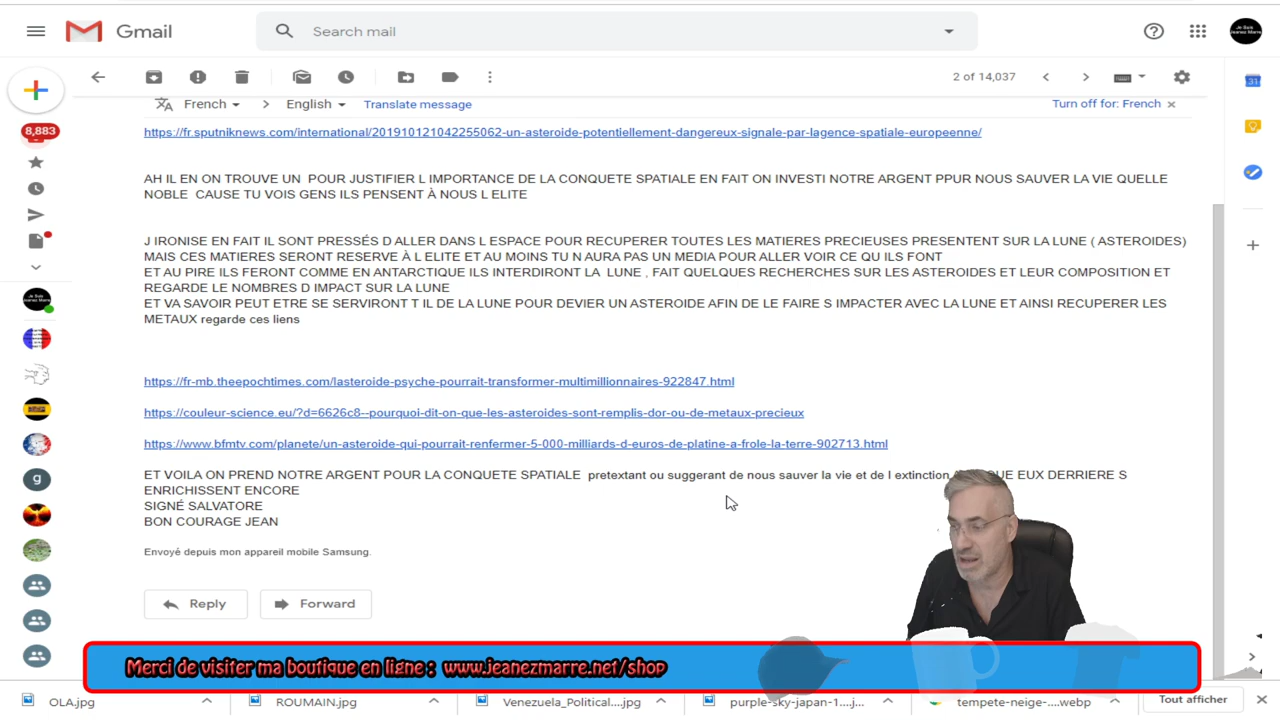 Gmail
Search mail
Je Suis
Jeanez Marre
2 of 14,037
French
English
Translate message
Turn off for: French
8,883
https://fr.sputniknews.com/international/201910121042255062-un-asteroide-potentiellement-dangereux-signale-par-lagence-spatiale-europeenne/
AH IL EN ON TROUVE UN POUR JUSTIFIER L IMPORTANCE DE LA CONQUETE SPATIALE EN FAIT ON INVESTI NOTRE ARGENT PPUR NOUS SAUVER LA VIE QUELLE
NOBLE CAUSE TU VOIS GENS ILS PENSENT À NOUS L ELITE
J IRONISE EN FAIT IL SONT PRESSÉS D ALLER DANS L ESPACE POUR RECUPERER TOUTES LES MATIERES PRECIEUSES PRESENTENT SUR LA LUNE ( ASTEROIDES)
MAIS CES MATIERES SERONT RESERVE À L ELITE ET AU MOINS TU N AURA PAS UN MEDIA POUR ALLER VOIR CE QU ILS FONT
ET AU PIRE ILS FERONT COMME EN ANTARCTIQUE ILS INTERDIRONT LA LUNE , FAIT QUELQUES RECHERCHES SUR LES ASTEROIDES ET LEUR COMPOSITION ET
REGARDE LE NOMBRES D IMPACT SUR LA LUNE
ET VA SAVOIR PEUT ETRE SE SERVIRONT T IL DE LA LUNE POUR DEVIER UN ASTEROIDE AFIN DE LE FAIRE S IMPACTER AVEC LA LUNE ET AINSI RECUPERER LES
METAUX regarde ces liens
https://fr-mb.theepochtimes.com/lasteroide-psyche-pourrait-transformer-multimillionnaires-922847.html
https://couleur-science.eu/?d=6626c8--pourquoi-dit-on-que-les-asteroides-sont-remplis-dor-ou-de-metaux-precieux
https://www.bfmtv.com/planete/un-asteroide-qui-pourrait-renfermer-5-000-milliards-d-euros-de-platine-a-frole-la-terre-902713.html
ET VOILA ON PREND NOTRE ARGENT POUR LA CONQUETE SPATIALE pretextant ou suggerant de nous sauver la vie et de l extinction EUX DERRIERE S
ENRICHISSENT ENCORE
SIGNÉ SALVATORE
BON COURAGE JEAN
Envoyé depuis mon appareil mobile Samsung.
g
Reply
Forward
Merci de visiter ma boutique en ligne : www.jeanezmarre.net/shop
OLA.jpg
ROUMAIN.jpg
Venezuela_Political....jpg
purple-sky-japan-1....j...
tempete-neige-....webp
Tout afficher
31